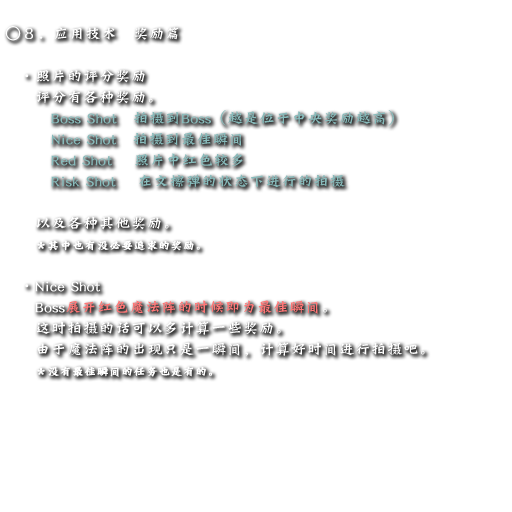 ◎8．应用技术　奖励篇
・照片的评分奖励
评分有各种奖励。
Boss Shot　拍摄到Boss（越是位于中央奖励越高）
Nice Shot　拍摄到最佳瞬间
Red Shot　照片中红色较多
Risk Shot　在文擦弹的状态下进行的拍摄
以及各种其他奖励。
★其中也有没必要追求的奖励。
・Nice Shot
Boss展开红色魔法阵的时候即为最佳瞬间。
这时拍摄的话可以多计算一些奖励。
由于魔法阵的出现只是一瞬间，计算好时间进行拍摄吧。
★没有最佳瞬间的任务也是有的。